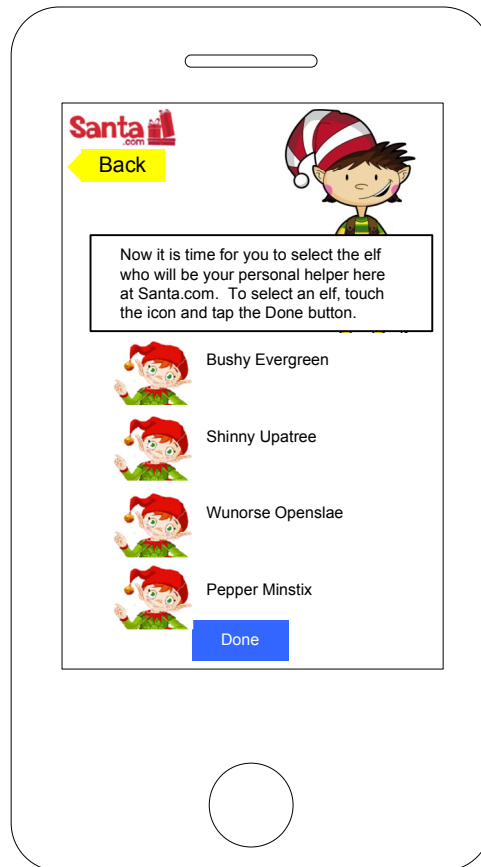 Santa
.com
Back
Now it is time for you to select the elf
who will be your personal helper here
at Santa.com.  To select an elf, touch
the icon and tap the Done button.
Bushy Evergreen
Shinny Upatree
Wunorse Openslae
Pepper Minstix
Done